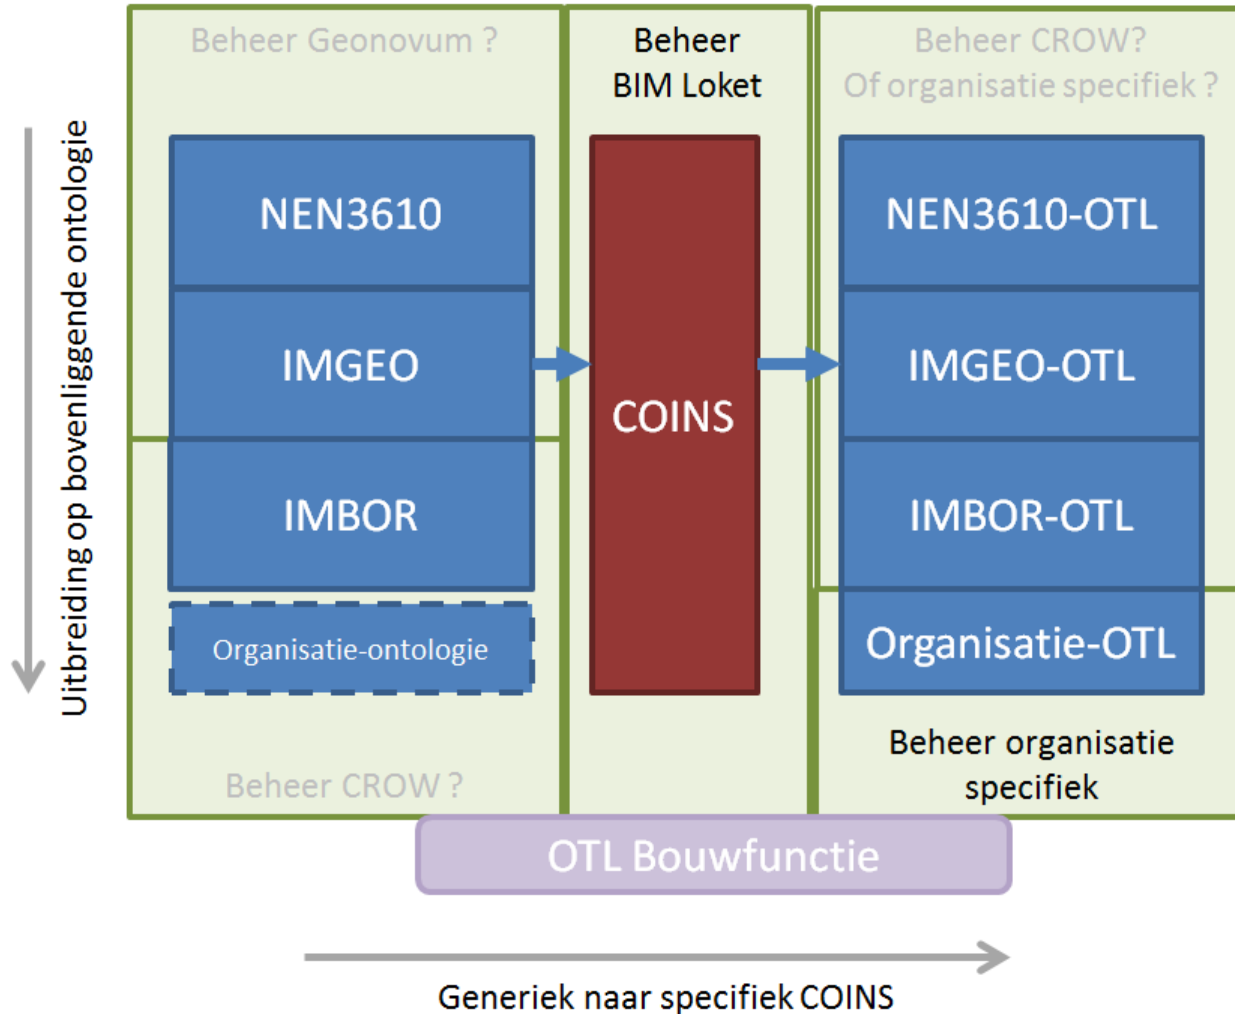 Beheer Geonovum ?
Beheer
BIM Loket
Beheer CROW?
Of organisatie specifiek ?
Uitbreiding op bovenliggende ontologie
NEN3610
IMGEO
IMBOR
Organisatie-ontologie
Beheer CROW ?
COINS
NEN3610-OTL
IMGEO-OTL
IMBOR-OTL
Organisatie-OTL
Beheer organisatie
specifiek
OTL Bouwfunctie
Generiek naar specifiek COINS